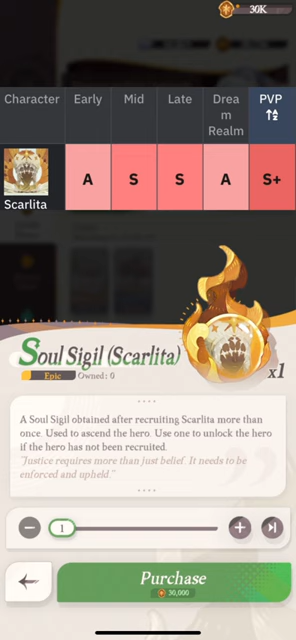 30K
Character Early Mid Late Drea m Realm PVP
A S S A S+
Scarlita
Soul Sigil (Scarlita)
Epic Owned: 0
x1
A Soul Sigil obtained after recruiting Scarlita more than
once. Used to ascend the hero. Use one to unlock the hero
if the hero has not been recruited.
"Justice requires more than just belief. It needs to be
enforced and upheld."
1
Purchase
30,000